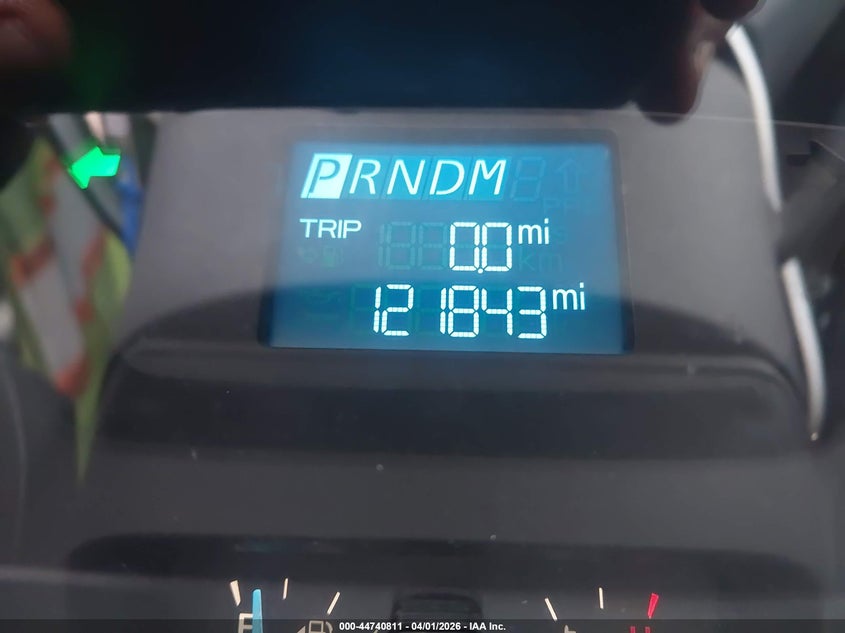 PRNDM
TRIP 0.0 mi
121843 mi
E H
000-44740811 - 04/01/2026 - IAA Inc.